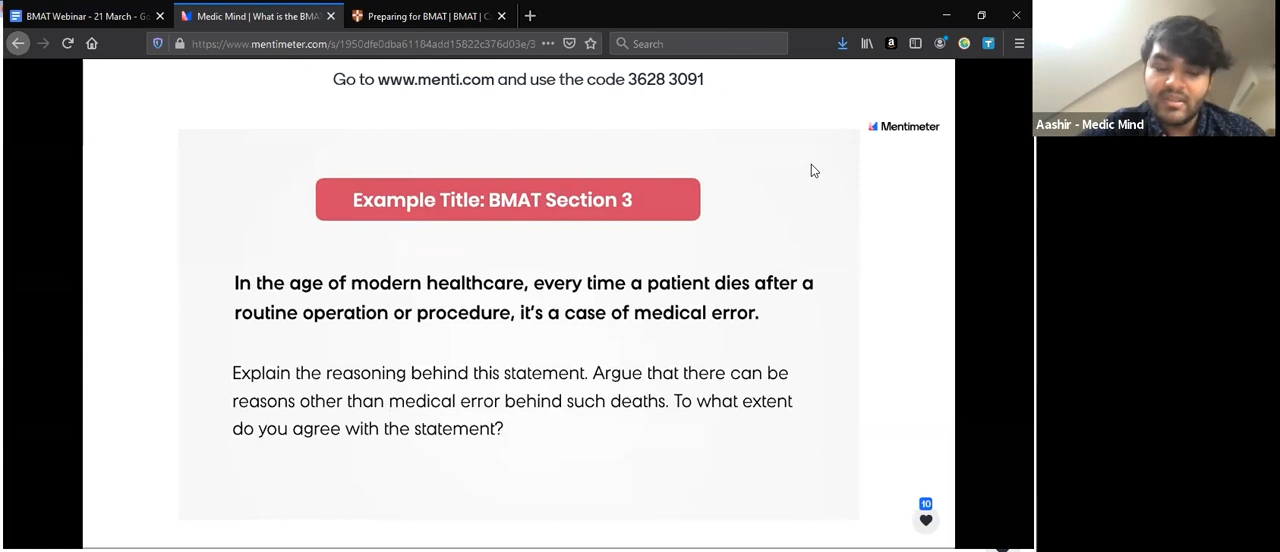 BMAT Webinar - 21 March - Go
Medic Mind | What is the BMA
Preparing for BMAT | BMAT | C
https://www.mentimeter.com/s/1950dfe0dba61184add15822c376d03e/3
Search
Go to www.menti.com and use the code 3628 3091
Mentimeter
Aashir - Medic Mind
Example Title: BMAT Section 3
In the age of modern healthcare, every time a patient dies after a
routine operation or procedure, it's a case of medical error.
Explain the reasoning behind this statement. Argue that there can be
reasons other than medical error behind such deaths. To what extent
do you agree with the statement?
10